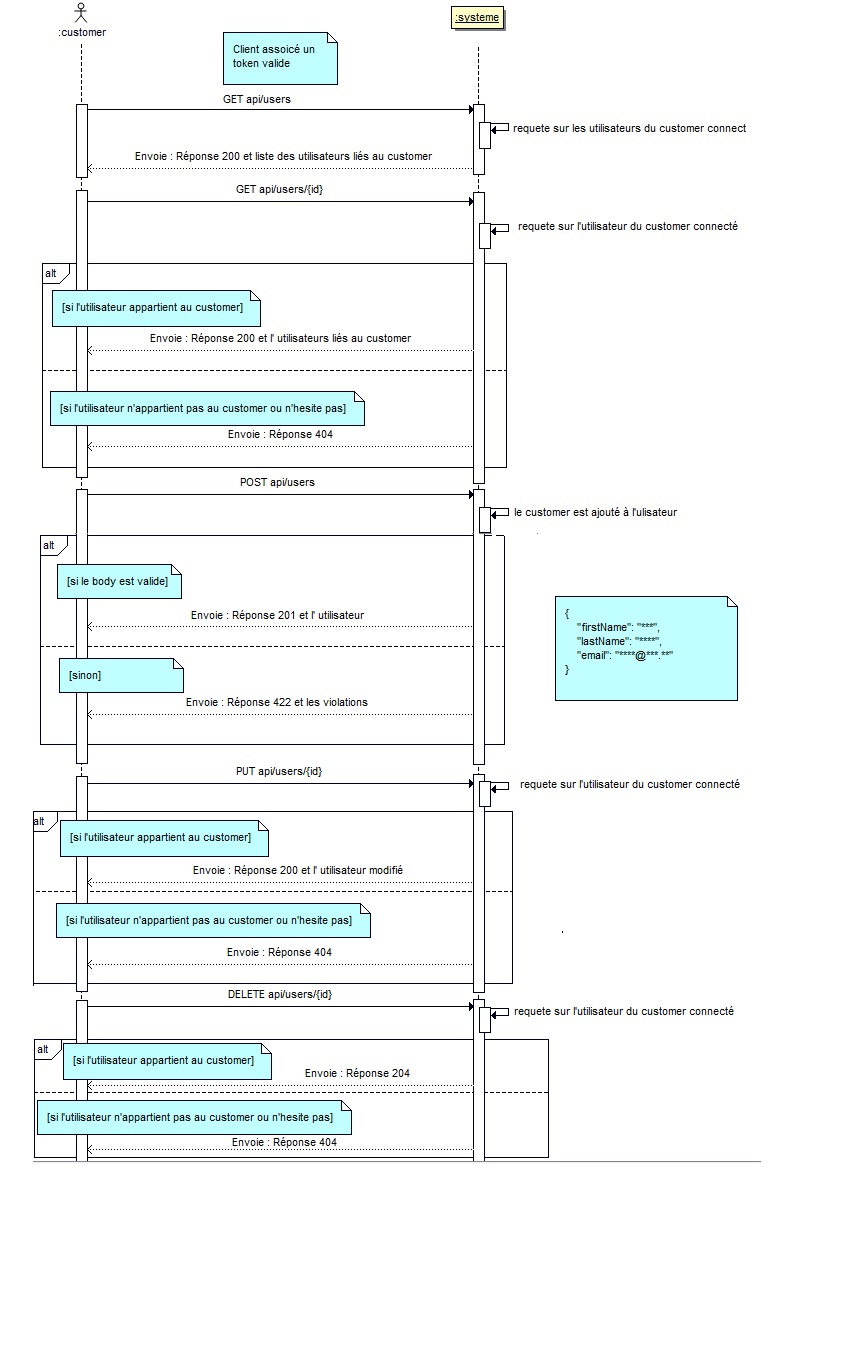 :customer
:systeme
Client assoicé un
token valide
GET api/users
requete sur les utilisateurs du customer connect
Envoie : Réponse 200 et liste des utilisateurs liés au customer
GET api/users/{id}
requete sur l'utilisateur du customer connecté
alt
[si l'utilisateur appartient au customer]
Envoie : Réponse 200 et l' utilisateurs liés au customer
[si l'utilisateur n'appartient pas au customer ou n'hesite pas]
Envoie : Réponse 404
POST api/users
le customer est ajouté à l'ulisateur
alt
[si le body est valide]
Envoie : Réponse 201 et l' utilisateur
{
"firstName": "***",
"lastName": "****",
"email": "****@***.**"
}
[sinon]
Envoie : Réponse 422 et les violations
PUT api/users/{id}
requete sur l'utilisateur du customer connecté
alt
[si l'utilisateur appartient au customer]
Envoie : Réponse 200 et l' utilisateur modifié
[si l'utilisateur n'appartient pas au customer ou n'hesite pas]
Envoie : Réponse 404
DELETE api/users/{id}
requete sur l'utilisateur du customer connecté
alt
[si l'utilisateur appartient au customer]
Envoie : Réponse 204
[si l'utilisateur n'appartient pas au customer ou n'hesite pas]
Envoie : Réponse 404